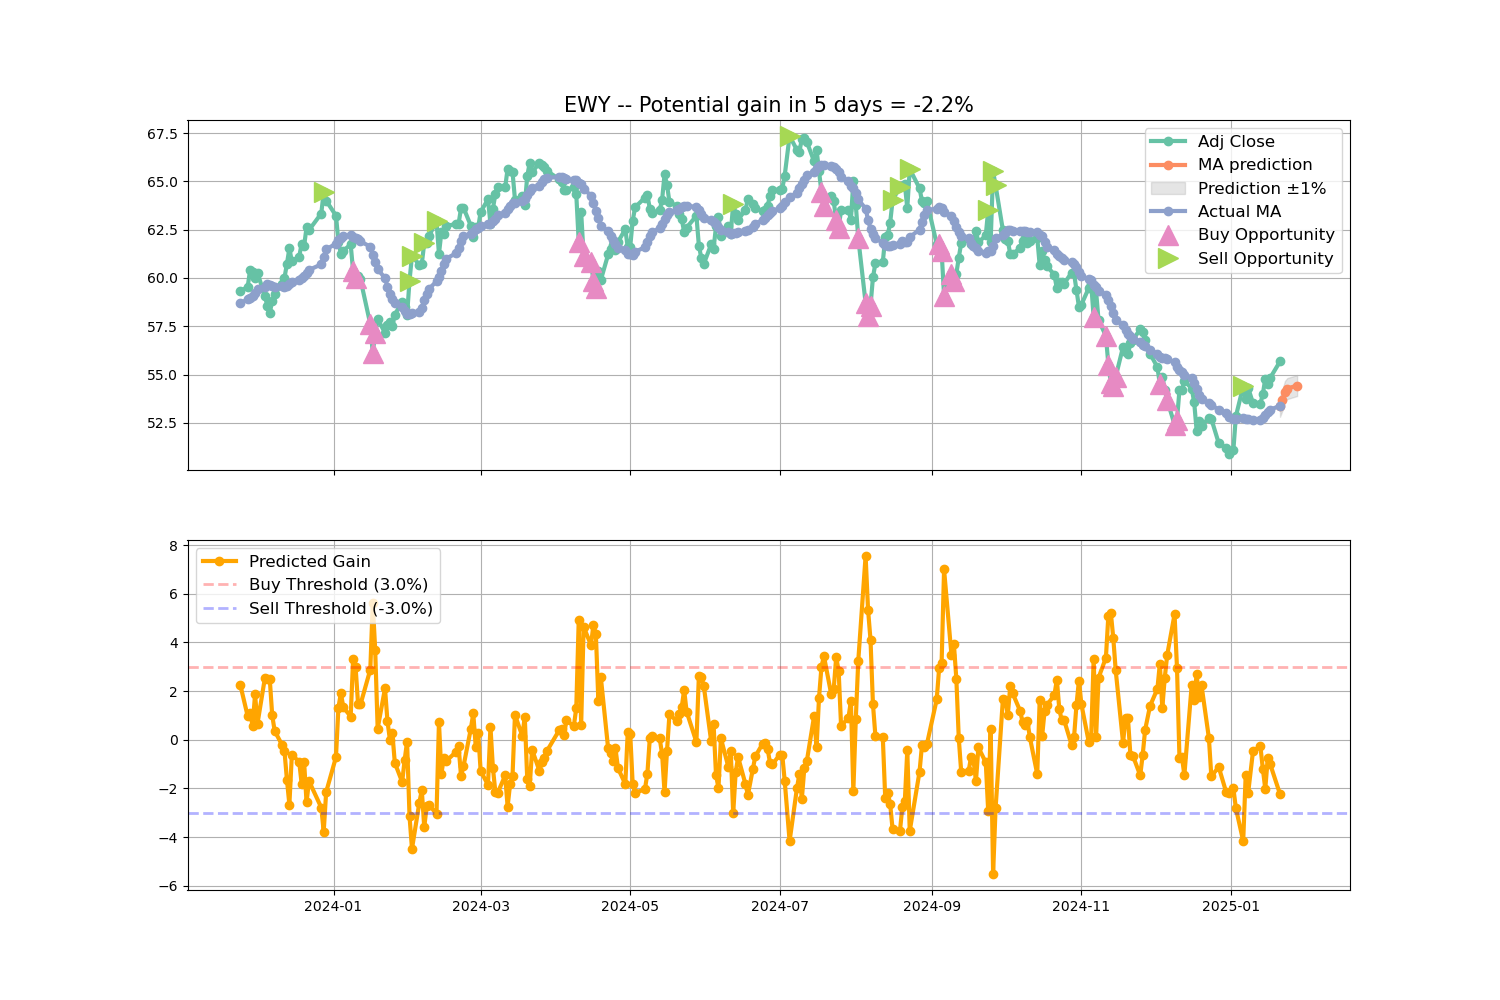 EWY -- Potential gain in 5 days = -2.2%
67.5
65.0
62.5
60.0
57.5
55.0
52.5
Adj Close
MA prediction
Prediction ±1%
Actual MA
Buy Opportunity
Sell Opportunity
8
6
4
2
0
−2
−4
−6
Predicted Gain
Buy Threshold (3.0%)
Sell Threshold (-3.0%)
2024-01
2024-03
2024-05
2024-07
2024-09
2024-11
2025-01